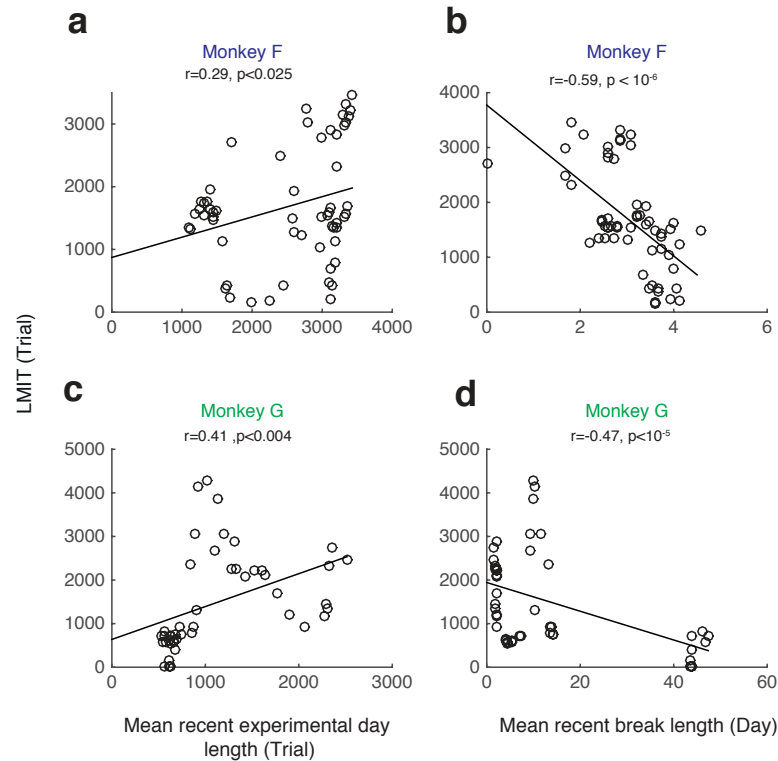 a
Monkey F
r=0.29, p<0.025
3000
2000
1000
0
0 1000 2000 3000 4000
b
Monkey F
r=-0.59, p < 10-6
4000
3000
2000
1000
0
0 2 4 6
LMIT (Trial)
c
Monkey G
r=0.41 ,p<0.004
5000
4000
3000
2000
1000
0
0 1000 2000 3000
Mean recent experimental day
length (Trial)
d
Monkey G
r=-0.47, p<10-5
5000
4000
3000
2000
1000
0
0 20 40 60
Mean recent break length (Day)